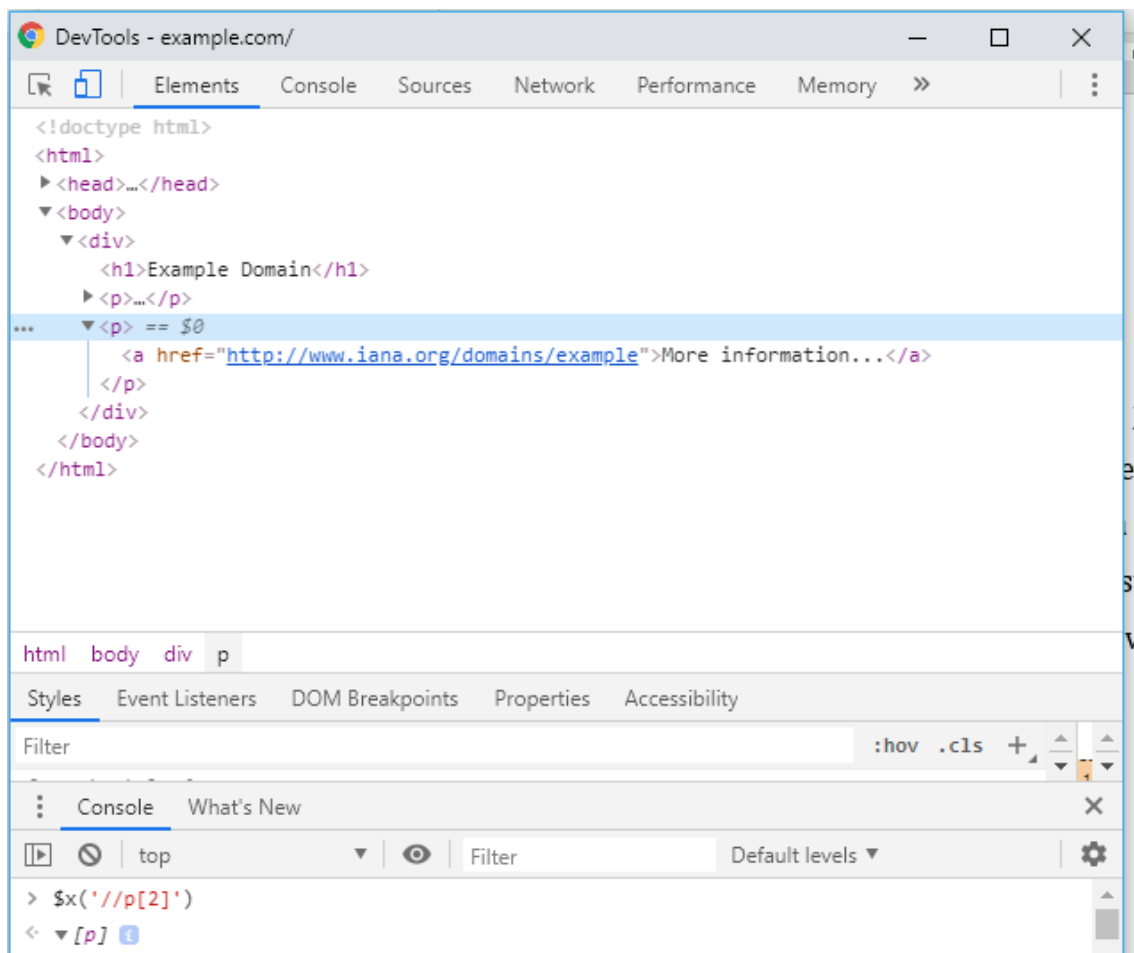 DevTools - example.com/
Elements Console Sources Network Performance Memory »
<!doctype html>
<html>
<head>…</head>
<body>
<div>
<h1>Example Domain</h1>
<p>…</p>
... <p> == $0
<a href="http://www.iana.org/domains/example">More information...</a>
</p>
</div>
</body>
</html>
html body div p
Styles Event Listeners DOM Breakpoints Properties Accessibility
Filter :hov .cls +
Console What's New
top Filter Default levels ▼
> $x('//p[2]')
[p] i